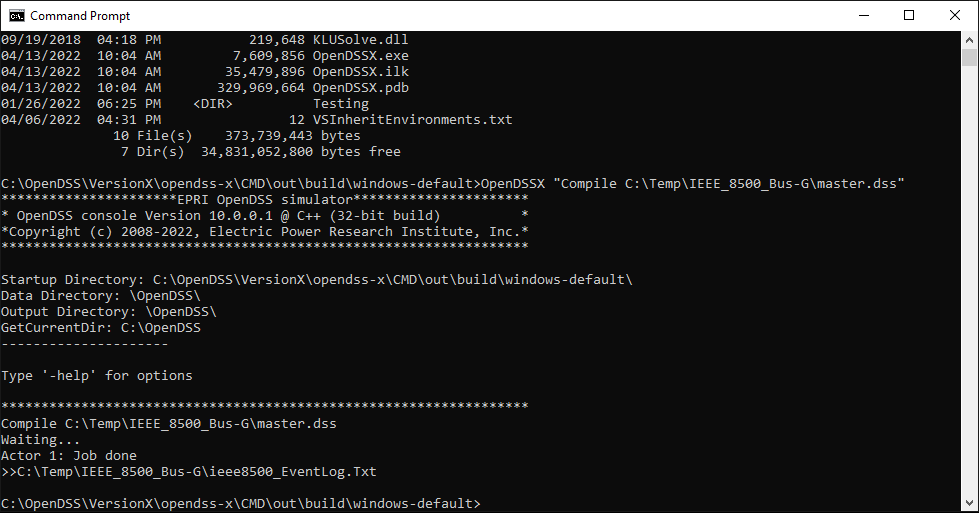 Command Prompt
09/19/2018  04:18 PM           219,648 KLUSolve.dll
04/13/2022  10:04 AM         7,609,856 OpenDSSX.exe
04/13/2022  10:04 AM        35,479,896 OpenDSSX.ilk
04/13/2022  10:04 AM       329,969,664 OpenDSSX.pdb
01/26/2022  06:25 PM    <DIR>          Testing
04/06/2022  04:31 PM                12 VSInheritEnvironments.txt
              10 File(s)    373,739,443 bytes
               7 Dir(s)  34,831,052,800 bytes free
C:\OpenDSS\VersionX\opendss-x\CMD\out\build\windows-default>OpenDSSX "Compile C:\Temp\IEEE_8500_Bus-G\master.dss"
**********************EPRI OpenDSS simulator**********************
* OpenDSS console Version 10.0.0.1 @ C++ (32-bit build)          *
*Copyright (c) 2008-2022, Electric Power Research Institute, Inc.*
******************************************************************
Startup Directory: C:\OpenDSS\VersionX\opendss-x\CMD\out\build\windows-default\
Data Directory: \OpenDSS\
Output Directory: \OpenDSS\
GetCurrentDir: C:\OpenDSS
---------------------
Type '-help' for options
******************************************************************
Compile C:\Temp\IEEE_8500_Bus-G\master.dss
Waiting...
Actor 1: Job done
>>C:\Temp\IEEE_8500_Bus-G\ieee8500_EventLog.Txt
C:\OpenDSS\VersionX\opendss-x\CMD\out\build\windows-default>